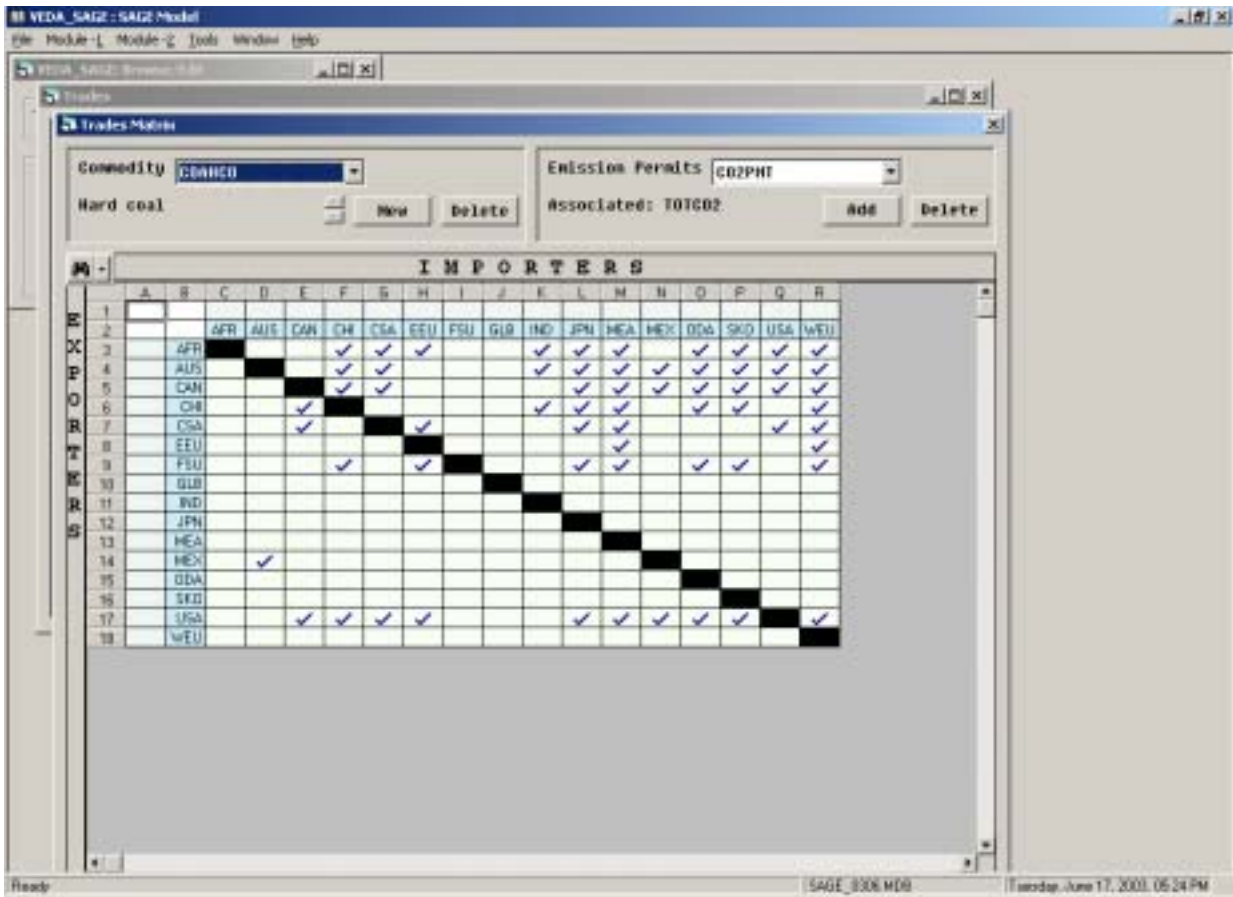 VEDA_SAGE : SAGE Model
File Module-1 Module-2 Tools Window Help
Trades
Trades Matrix
Commodity COAHCO
Emission Permits CO2PMT
Hard coal New Delete
Associated: TOTCO2 Add Delete
IMPORTERS
EXPORTERS
A B C D E F G H I J K L M N O P Q R
1
2 AFR AUS CAN CHI CSA EEU FSU GLB IND JPN MEA MEX ODA SKO USA WEU
3 AFR
4 AUS
5 CAN
6 CHI
7 CSA
8 EEU
9 FSU
10 GLB
11 IND
12 JPN
13 MEA
14 MEX
15 ODA
16 SKO
17 USA
18 WEU
Ready SAGE_0306.MDB Tuesday, June 17, 2003, 05:24 PM